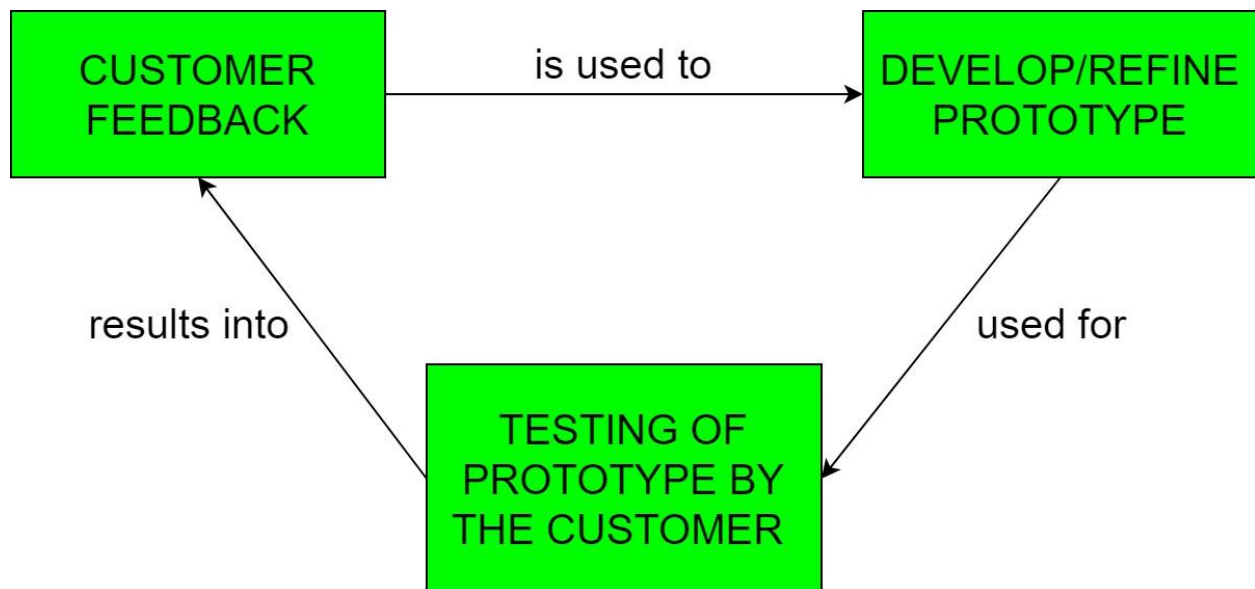 CUSTOMER
FEEDBACK
is used to
DEVELOP/REFINE
PROTOTYPE
results into
used for
TESTING OF
PROTOTYPE BY
THE CUSTOMER